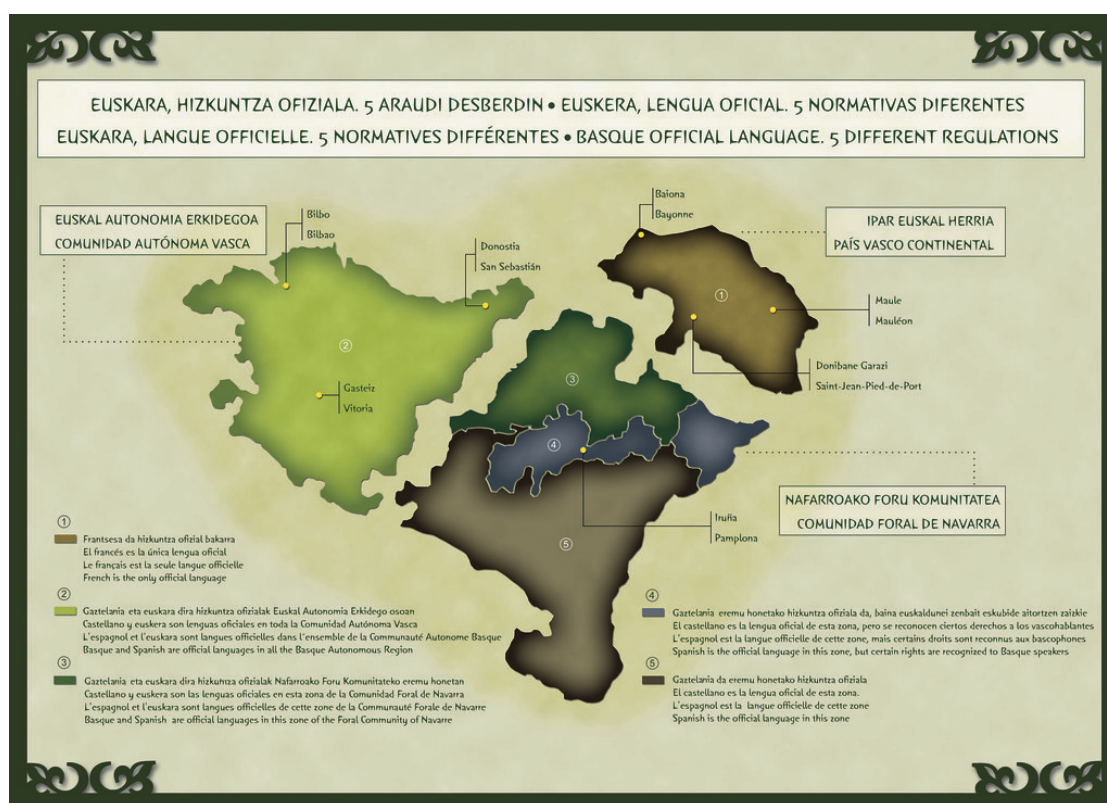 EUSKARA, HIZKUNTZA OFIZIALA. 5 ARAUDI DESBERDIN • EUSKERA, LENGUA OFICIAL. 5 NORMATIVAS DIFERENTES
EUSKARA, LANGUE OFFICIELLE. 5 NORMATIVES DIFFÉRENTES • BASQUE OFFICIAL LANGUAGE. 5 DIFFERENT REGULATIONS
EUSKAL AUTONOMIA ERKIDEGOA
COMUNIDAD AUTÓNOMA VASCA
Bilbo
Bilbao
Donostia
San Sebastián
Baiona
Bayonne
IPAR EUSKAL HERRIA
PAÍS VASCO CONTINENTAL
1
Maule
Mauléon
2
3
Donibane Garazi
Saint-Jean-Pied-de-Port
Gasteiz
Vitoria
4
5
NAFARROAKO FORU KOMUNITATEA
COMUNIDAD FORAL DE NAVARRA
Iruña
Pamplona
1
Frantsesa da hizkuntza ofizial bakarra
El francés es la única lengua oficial
Le français est la seule langue officielle
French is the only official language
2
Gaztelania eta euskara dira hizkuntza ofizialak Euskal Autonomia Erkidego osoan
Castellano y euskera son lenguas oficiales en toda la Comunidad Autónoma Vasca
L'espagnol et l'euskara sont langues officielles dans l'ensemble de la Communauté Autonome Basque
Basque and Spanish are official languages in all the Basque Autonomous Region
3
Gaztelania eta euskara dira hizkuntza ofizialak Nafarroako Foru Komunitateko eremu honetan
Castellano y euskera son las lenguas oficiales en esta zona de la Comunidad Foral de Navarra
L'espagnol et l'euskara sont langues officielles de cette zone de la Communauté Forale de Navarre
Basque and Spanish are official languages in this zone of the Foral Community of Navarre
4
Gaztelania eremu honetako hizkuntza ofiziala da, baina euskaldunei zenbait eskubide aitortzen zaizkie
El castellano es la lengua oficial de esta zona, pero se reconocen ciertos derechos a los vascohablantes
L'espagnol est la langue officielle de cette zone, mais certains droits sont reconnus aux bascophones
Spanish is the official language in this zone, but certain rights are recognized to Basque speakers
5
Gaztelania da eremu honetako hizkuntza ofiziala
El castellano es la lengua oficial de esta zona.
L'espagnol est la langue officielle de cette zone
Spanish is the official language in this zone